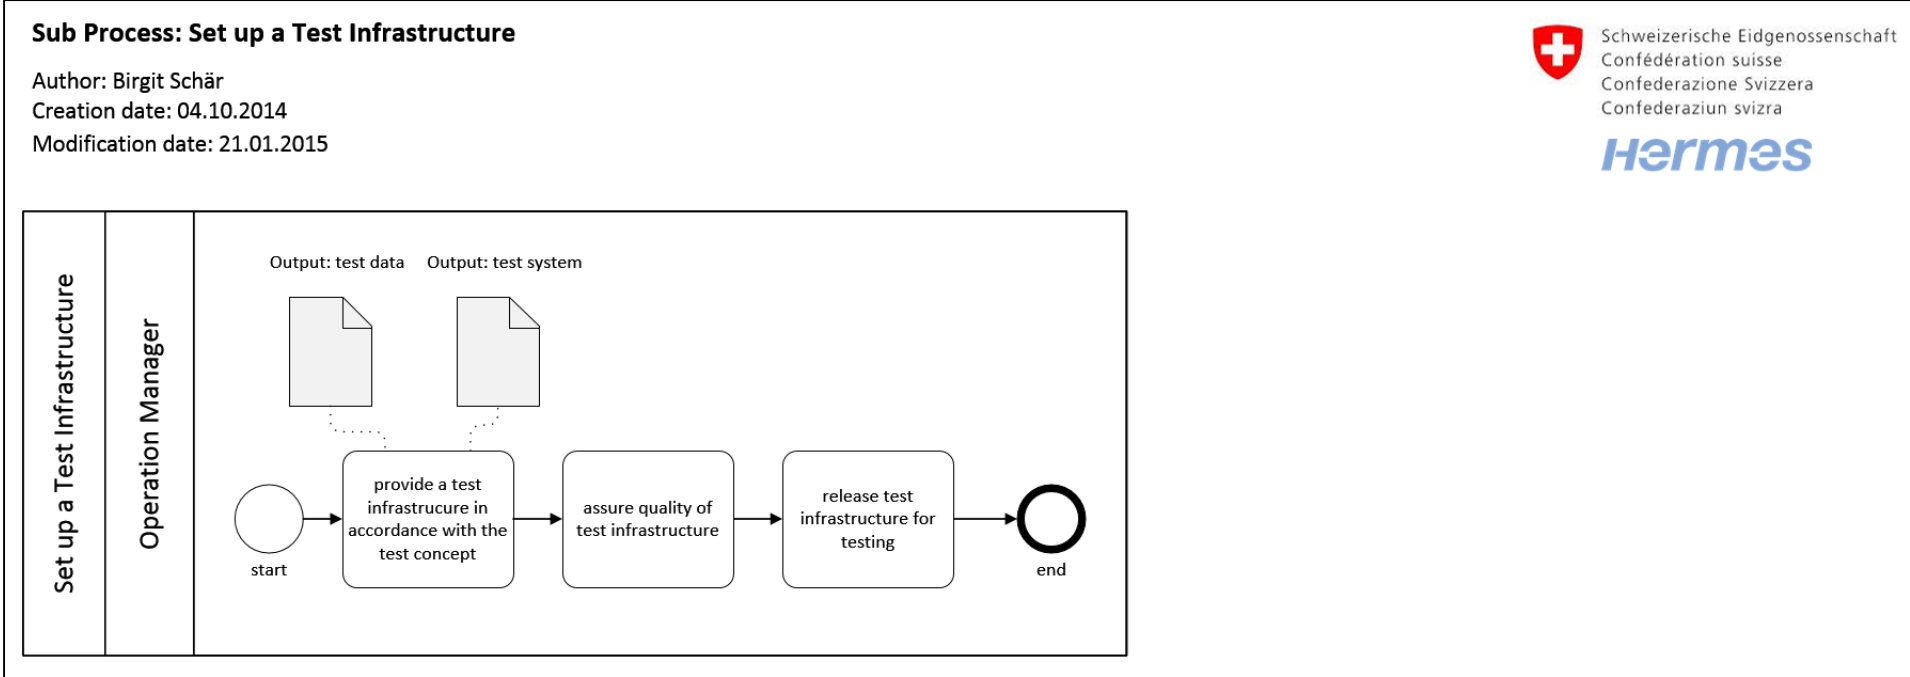 Sub Process: Set up a Test Infrastructure
Author: Birgit Schär
Creation date: 04.10.2014
Modification date: 21.01.2015
Schweizerische Eidgenossenschaft
Confédération suisse
Confederazione Svizzera
Confederaziun svizra
Hermes
Set up a Test Infrastructure
Operation Manager
Output: test data
Output: test system
start
provide a test
infrastrucure in
accordance with the
test concept
assure quality of
test infrastructure
release test
infrastructure for
testing
end